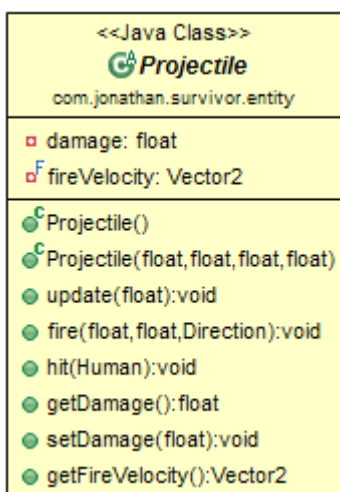 <<Java Class>>
Projectile
com.jonathan.survivor.entity
damage: float
fireVelocity: Vector2
Projectile()
Projectile(float,float,float,float)
update(float):void
fire(float,float,Direction):void
hit(Human):void
getDamage():float
setDamage(float):void
getFireVelocity():Vector2